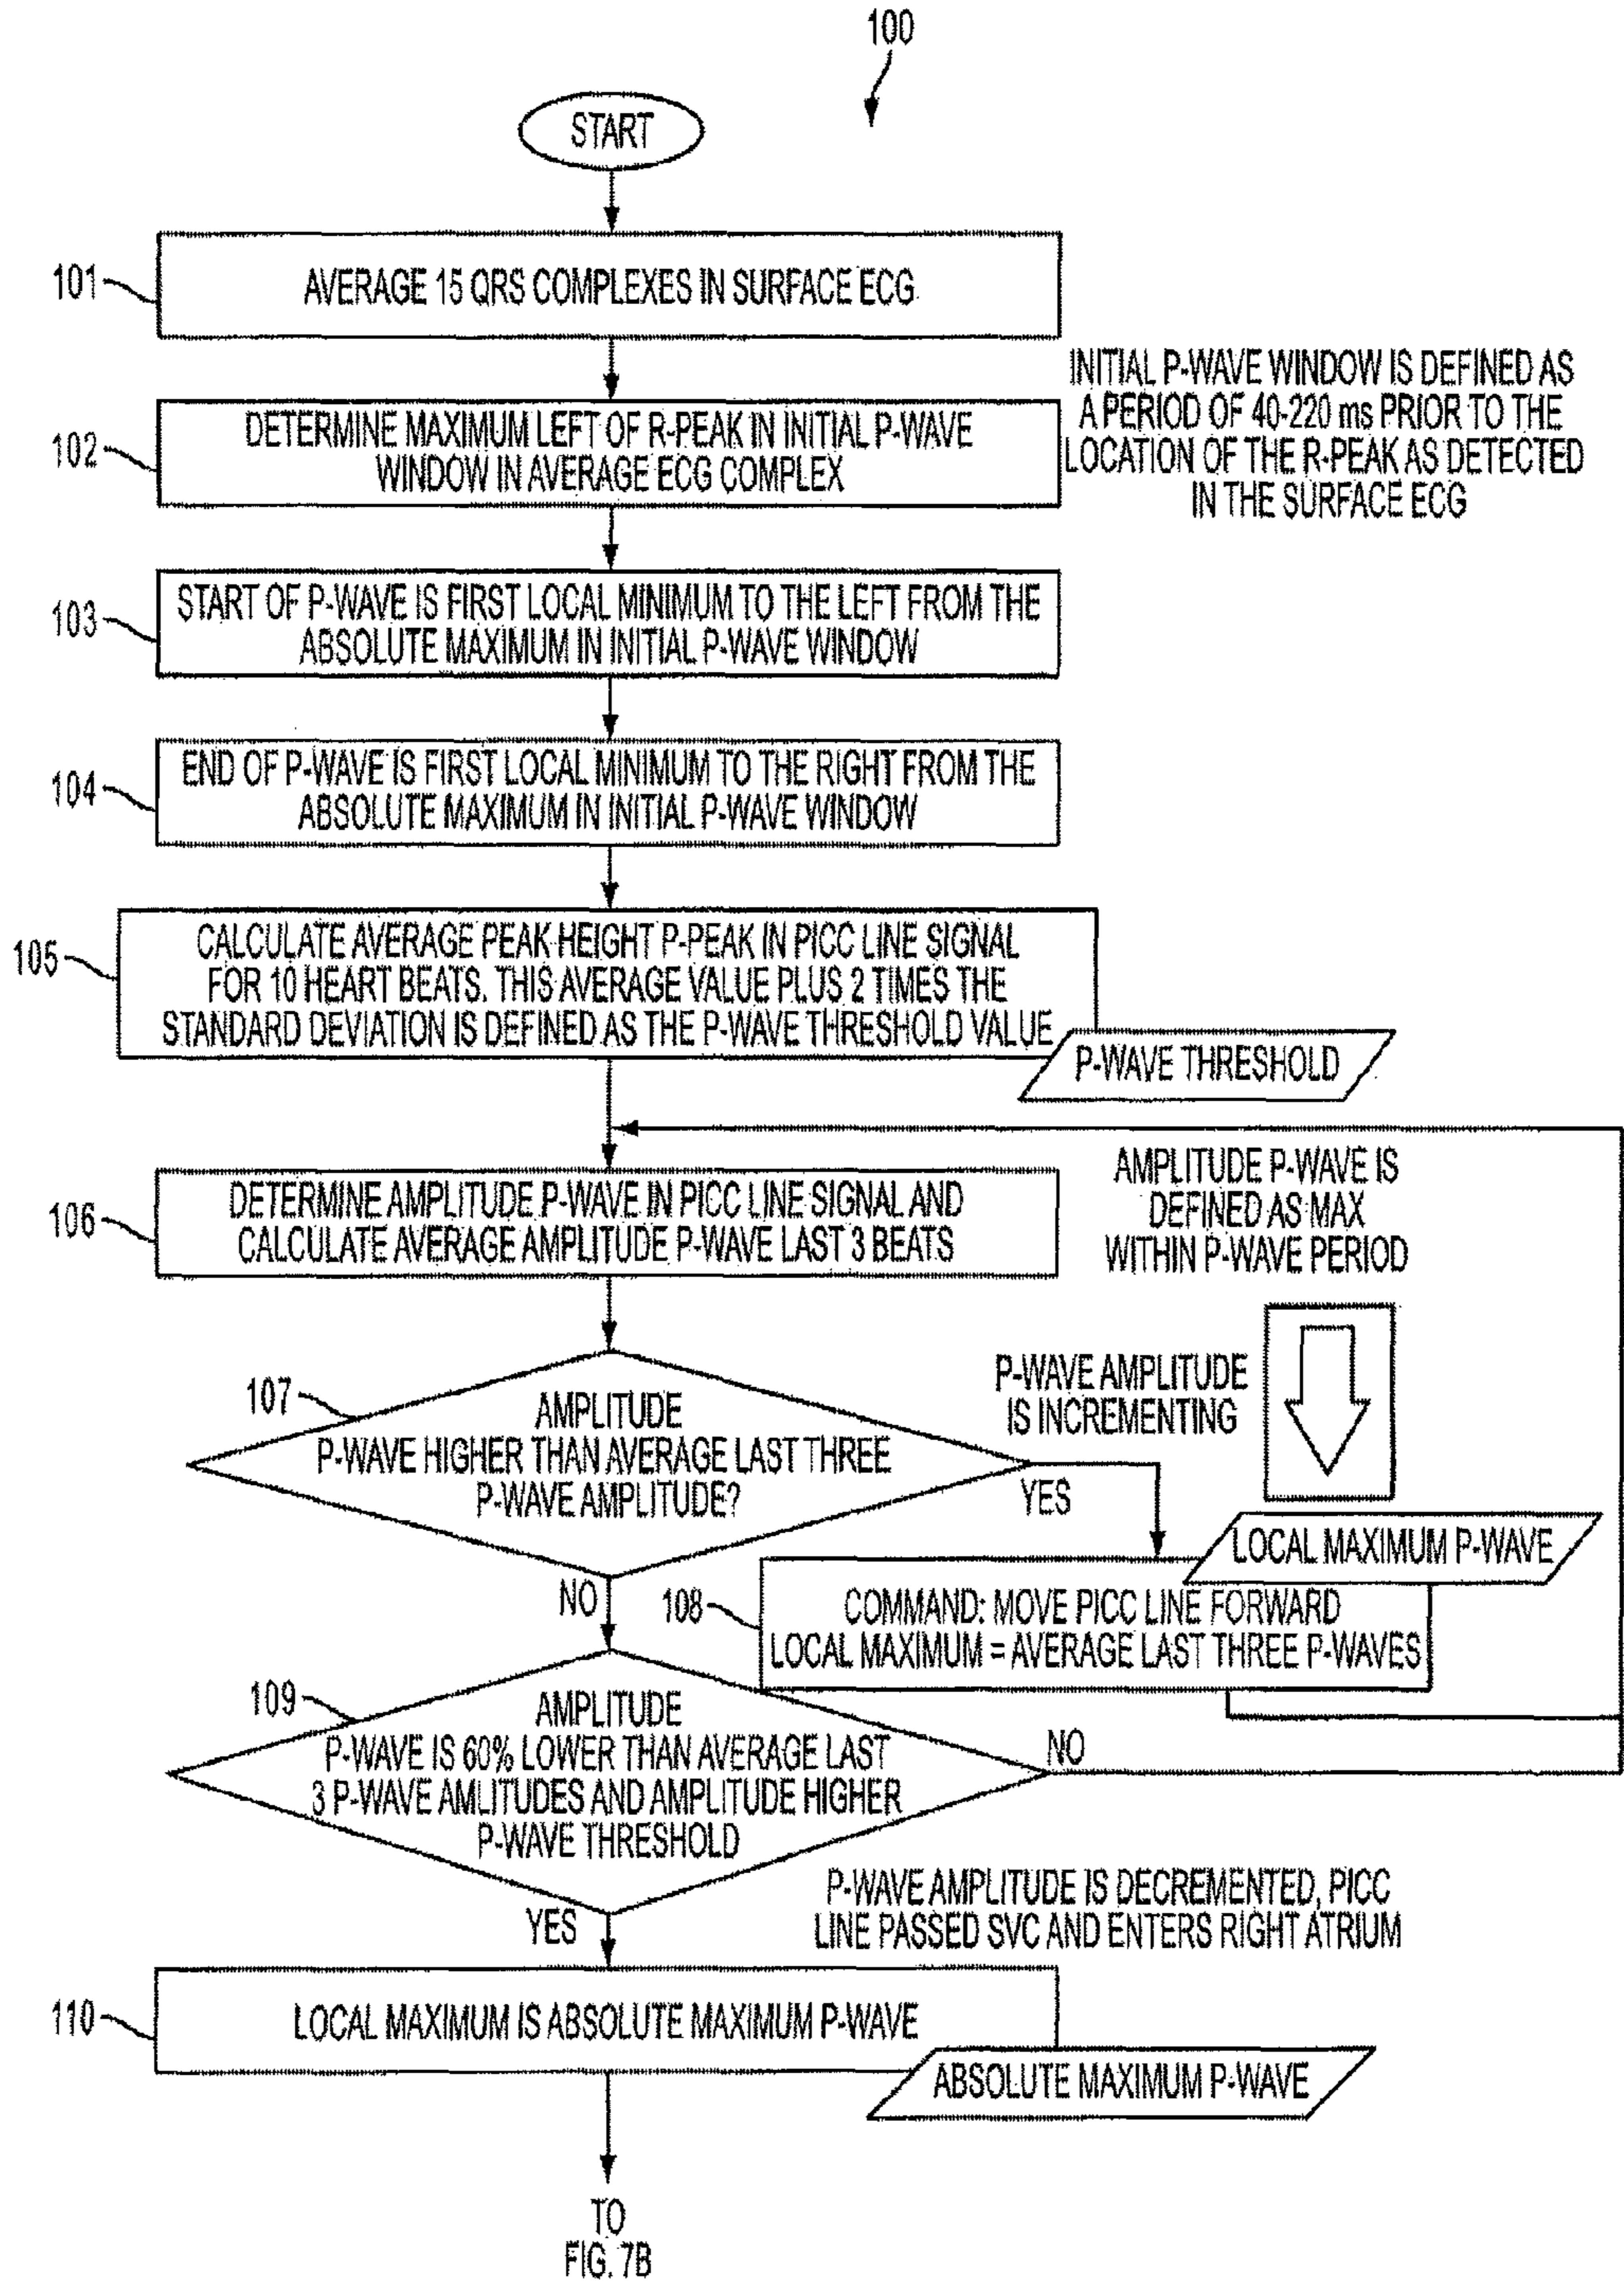 100
START
101
AVERAGE 15 QRS COMPLEXES IN SURFACE ECG
INITIAL P-WAVE WINDOW IS DEFINED AS
A PERIOD OF 40-220 ms PRIOR TO THE
LOCATION OF THE R-PEAK AS DETECTED
IN THE SURFACE ECG
102
DETERMINE MAXIMUM LEFT OF R-PEAK IN INITIAL P-WAVE
WINDOW IN AVERAGE ECG COMPLEX
103
START OF P-WAVE IS FIRST LOCAL MINIMUM TO THE LEFT FROM THE
ABSOLUTE MAXIMUM IN INITIAL P-WAVE WINDOW
104
END OF P-WAVE IS FIRST LOCAL MINIMUM TO THE RIGHT FROM THE
ABSOLUTE MAXIMUM IN INITIAL P-WAVE WINDOW
105
CALCULATE AVERAGE PEAK HEIGHT P-PEAK IN PICC LINE SIGNAL
FOR 10 HEART BEATS. THIS AVERAGE VALUE PLUS 2 TIMES THE
STANDARD DEVIATION IS DEFINED AS THE P-WAVE THRESHOLD VALUE
P-WAVE THRESHOLD
106
DETERMINE AMPLITUDE P-WAVE IN PICC LINE SIGNAL AND
CALCULATE AVERAGE AMPLITUDE P-WAVE LAST 3 BEATS
AMPLITUDE P-WAVE IS
DEFINED AS MAX
WITHIN P-WAVE PERIOD
107
AMPLITUDE
P-WAVE HIGHER THAN AVERAGE LAST THREE
P-WAVE AMPLITUDE?
P-WAVE AMPLITUDE
IS INCREMENTING
YES
LOCAL MAXIMUM P-WAVE
NO
108
COMMAND: MOVE PICC LINE FORWARD
LOCAL MAXIMUM = AVERAGE LAST THREE P-WAVES
109
AMPLITUDE
P-WAVE IS 60% LOWER THAN AVERAGE LAST
3 P-WAVE AMLITUDES AND AMPLITUDE HIGHER
P-WAVE THRESHOLD
NO
YES
P-WAVE AMPLITUDE IS DECREMENTED, PICC
LINE PASSED SVC AND ENTERS RIGHT ATRIUM
110
LOCAL MAXIMUM IS ABSOLUTE MAXIMUM P-WAVE
ABSOLUTE MAXIMUM P-WAVE
TO
FIG. 7B